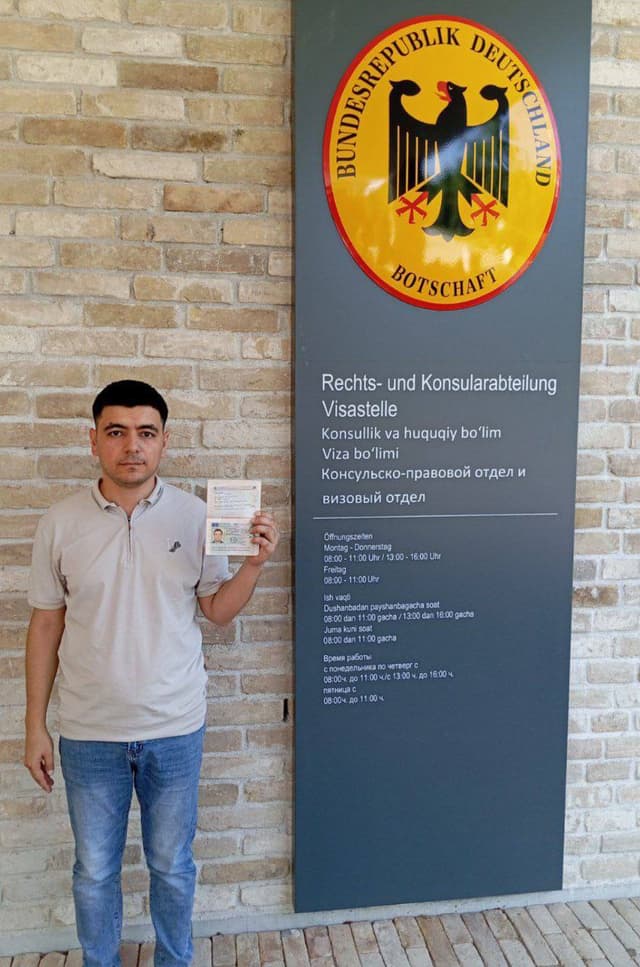 BUNDESREPUBLIK DEUTSCHLAND
BOTSCHAFT
Rechts- und Konsularabteilung
Visastelle
Konsullik va huquqiy bo‘lim
Viza bo‘limi
Консульско-правовой отдел и
визовый отдел
Öffnungszeiten
Montag - Donnerstag
08:00 - 11:00 Uhr / 13:00 - 16:00 Uhr
Freitag
08:00 - 11:00 Uhr
Ish vaqti
Dushanbadan payshanbagacha soat
08:00 dan 11:00 gacha / 13:00 dan 16:00 gacha
Juma kuni soat
08:00 dan 11:00 gacha
Время работы
с понедельника по четверг с
08:00ч. до 11:00 ч./с 13:00 ч. до 16:00 ч.
пятница с
08:00ч. до 11:00 ч.